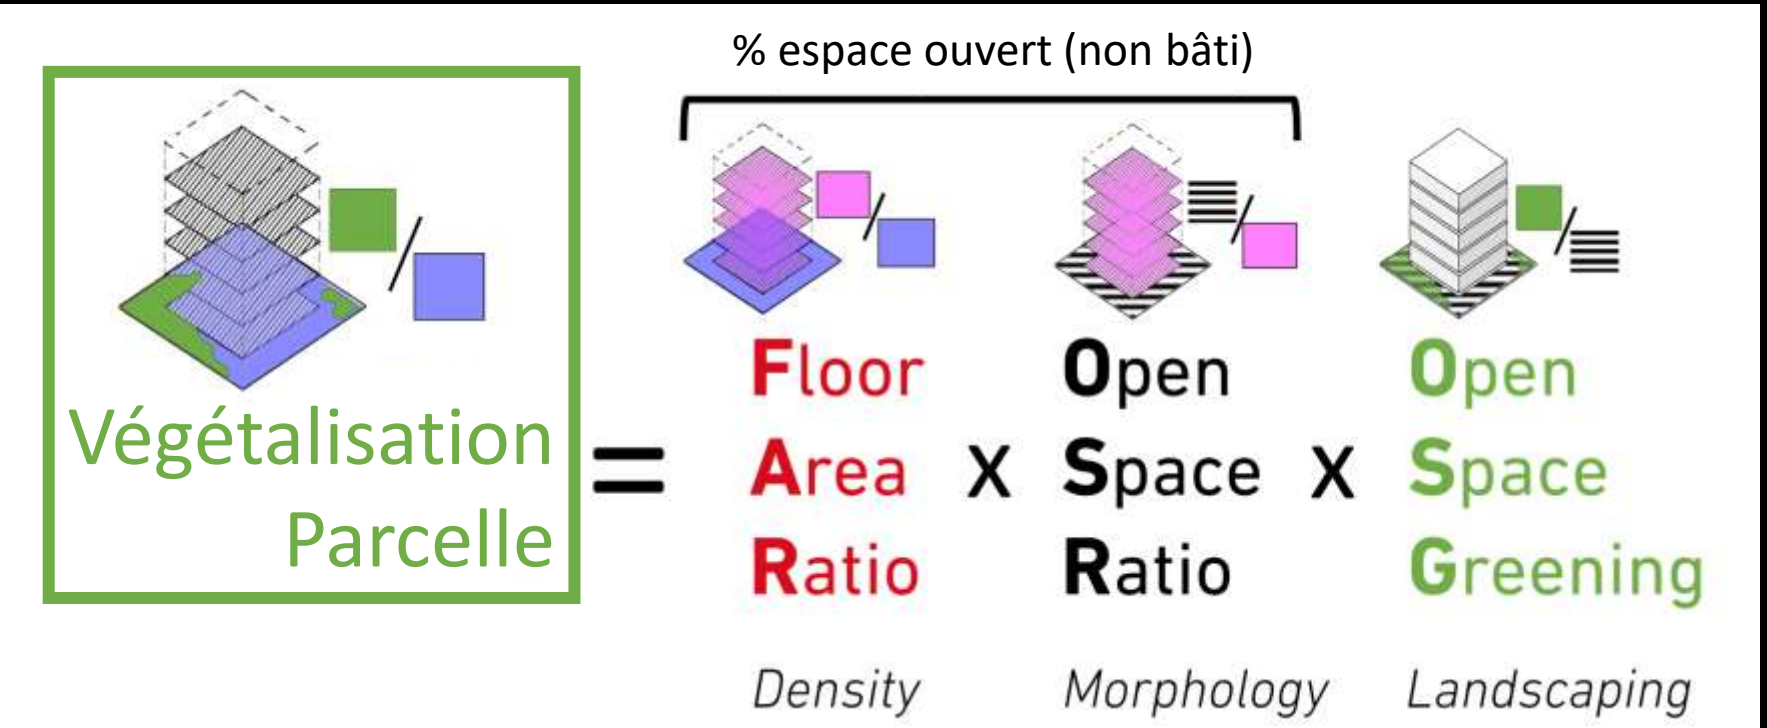 % espace ouvert (non bâti)
Végétalisation
Parcelle
=
Floor
Area
Ratio
x
Open
Space
Ratio
x
Open
Space
Greening
Density
Morphology
Landscaping